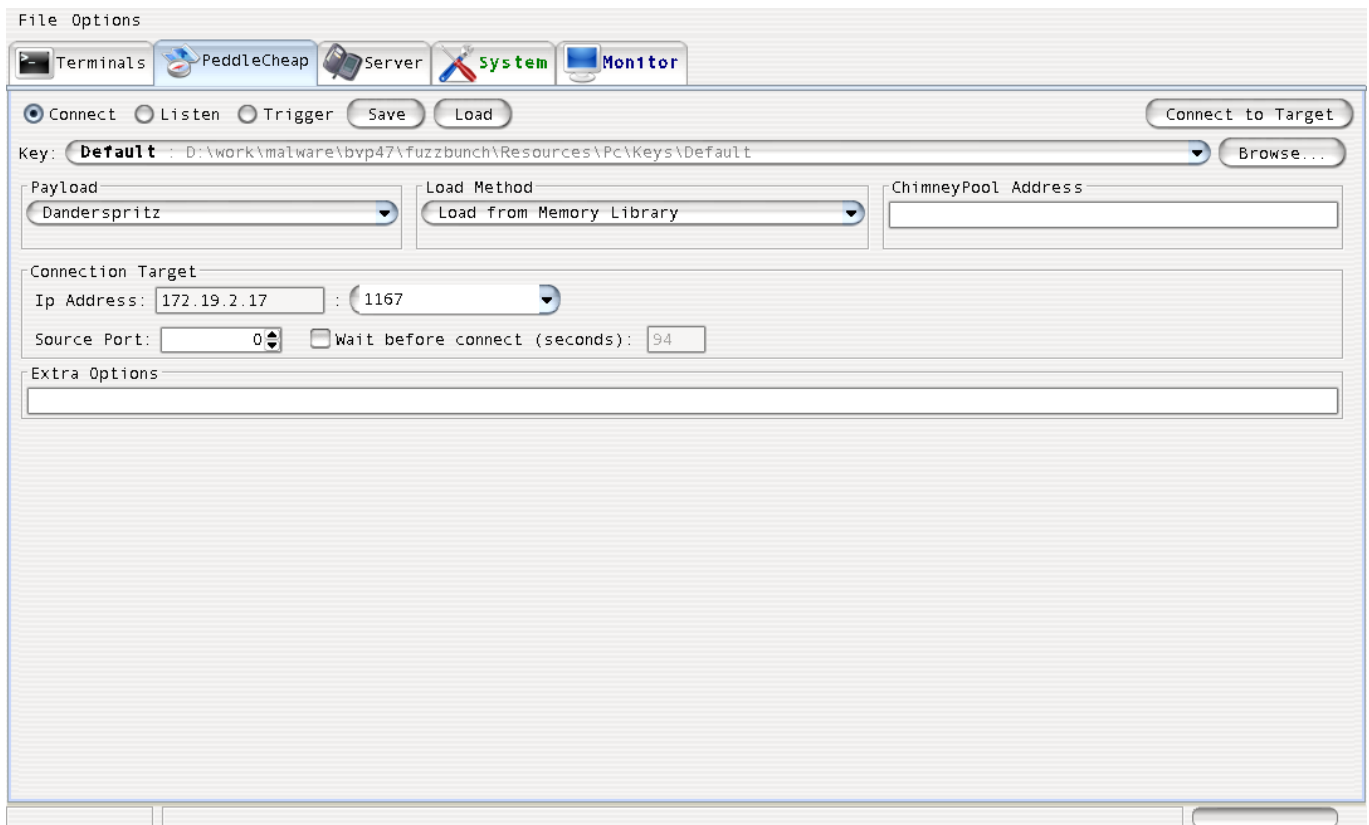 File Options
Terminals PeddleCheap Server System Mon1tor
Connect Listen Trigger Save Load Connect to Target
Key: Default : D:\work\malware\bvp47\fuzzbunch\Resources\Pc\Keys\Default Browse...
Payload Load Method ChimneyPool Address
Danderspritz Load from Memory Library
Connection Target
Ip Address: 172.19.2.17 : 1167
Source Port: 0 Wait before connect (seconds): 94
Extra Options